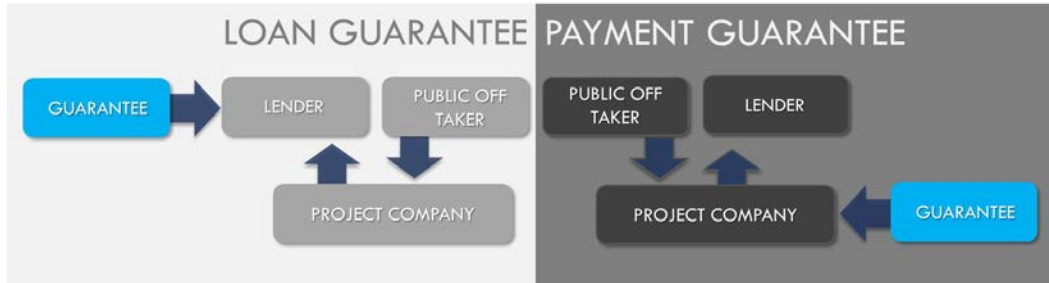 LOAN GUARANTEE
GUARANTEE
LENDER
PUBLIC OFF
TAKER
PROJECT COMPANY
PAYMENT GUARANTEE
PUBLIC OFF
TAKER
LENDER
PROJECT COMPANY
GUARANTEE